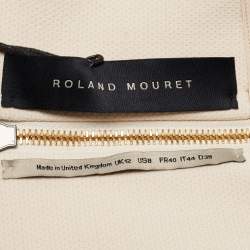 ROLAND MOURET
Made in United Kingdom UK12 US8 FR40 IT44 D38